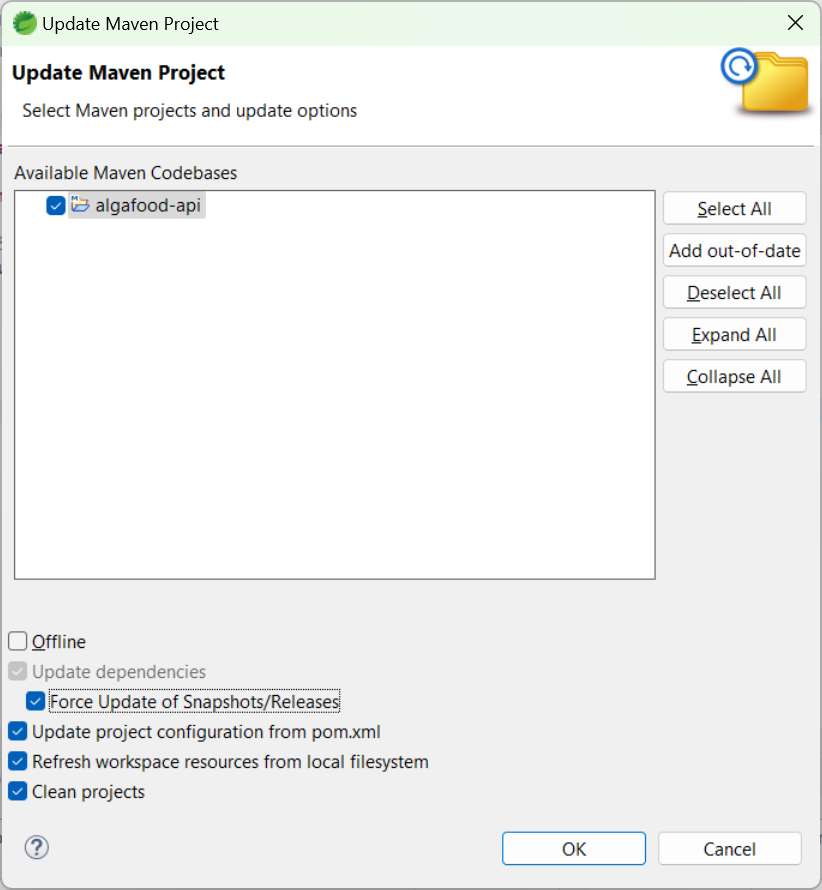 Update Maven Project
Update Maven Project
Select Maven projects and update options
Available Maven Codebases
algafood-api
Select All
Add out-of-date
Deselect All
Expand All
Collapse All
Offline
Update dependencies
Force Update of Snapshots/Releases
Update project configuration from pom.xml
Refresh workspace resources from local filesystem
Clean projects
?
OK
Cancel